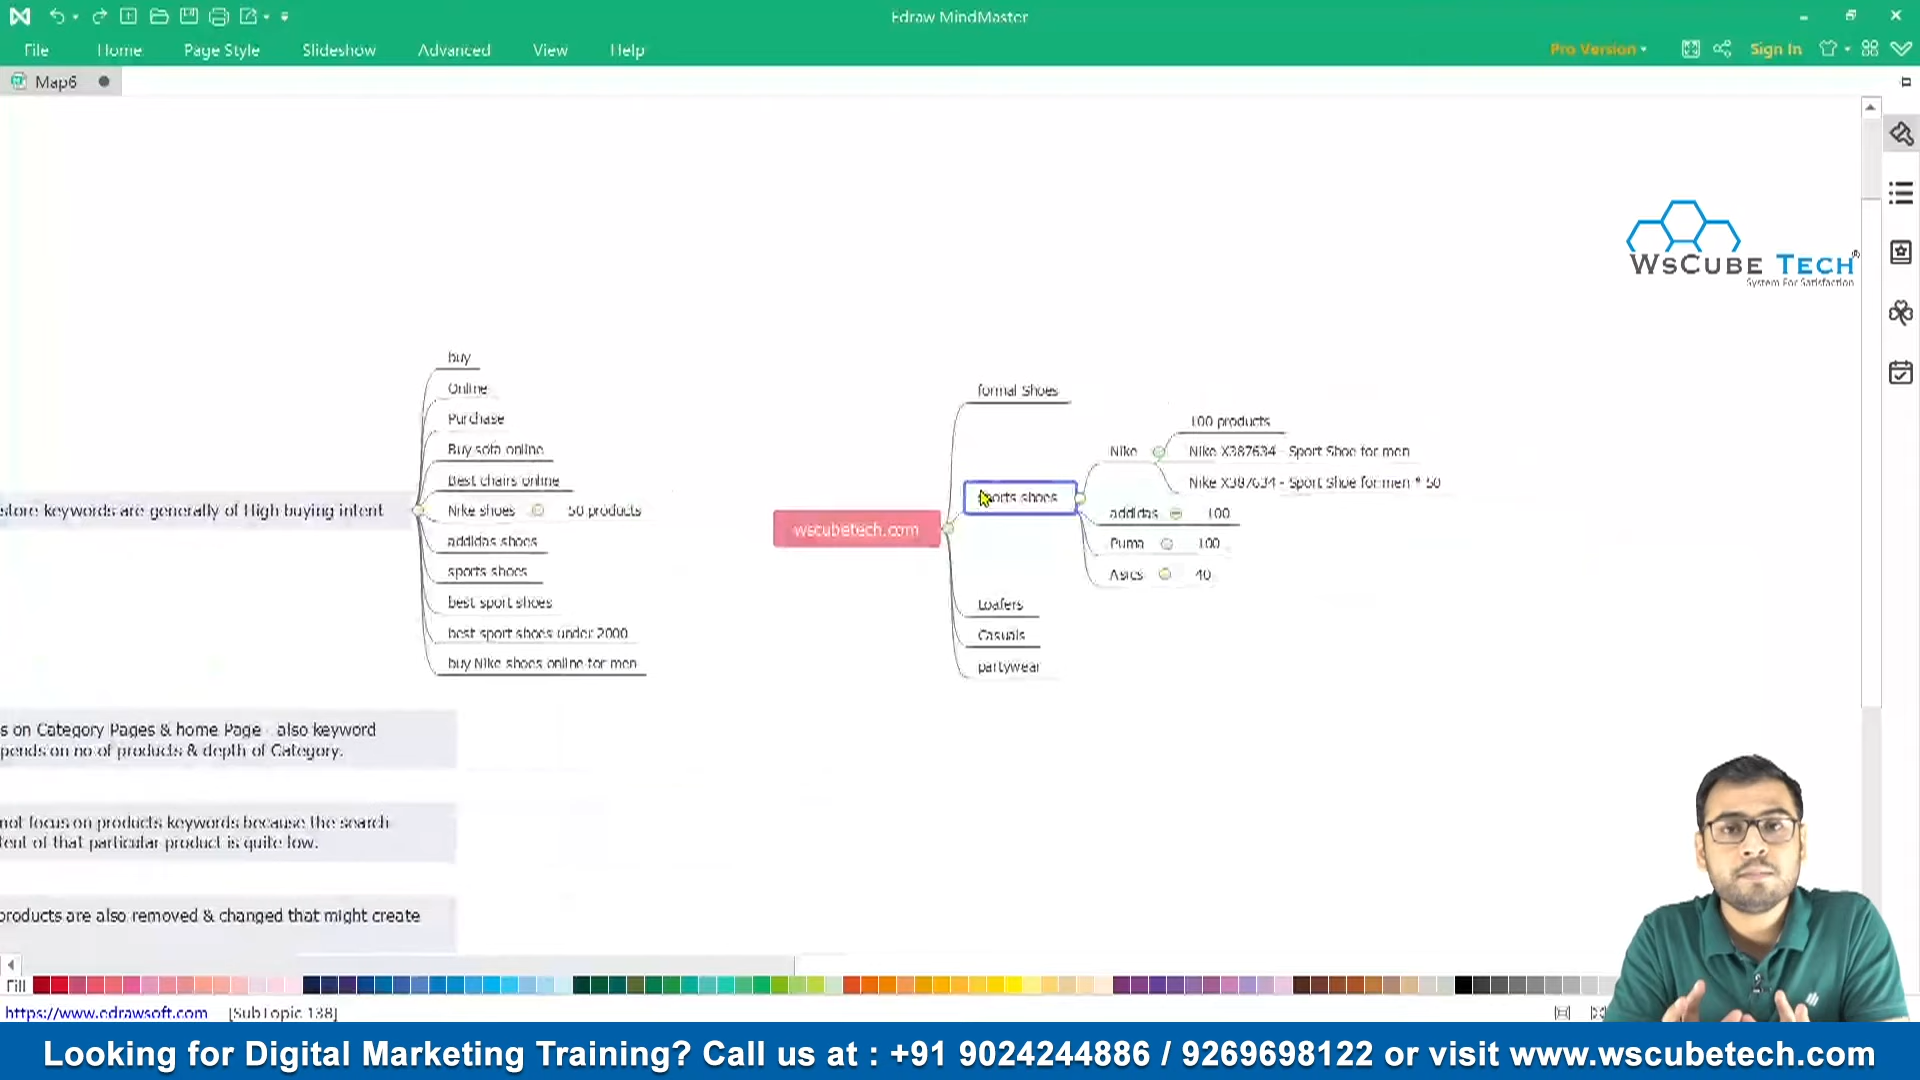 Edraw MindMaster
File Home Page Style Slideshow Advanced View Help
Pro Version Sign In
Map6
WsCube Tech®
System For Satisfaction
buy
Online
Purchase
Buy sofa online
Best chairs online
store keywords are generally of High buying intent
Nike shoes 50 products
addidas shoes
sports shoes
best sport shoes
best sport shoes under 2000
buy Nike shoes online for men
wscubetech.com
formal Shoes
sports shoes
Nike
100 products
Nike X387634 - Sport Shoe for men
Nike X387634 - Sport Shoe for men * 50
addidas 100
Puma 100
Asics 40
Loafers
Casuals
partywear
s on Category Pages & home Page also keyword
pends on no of products & depth of Category.
not focus on products keywords because the search
tent of that particular product is quite low.
products are also removed & changed that might create
Fill
https://www.edrawsoft.com [SubTopic 138]
Looking for Digital Marketing Training? Call us at : +91 9024244886 / 9269698122 or visit www.wscubetech.com